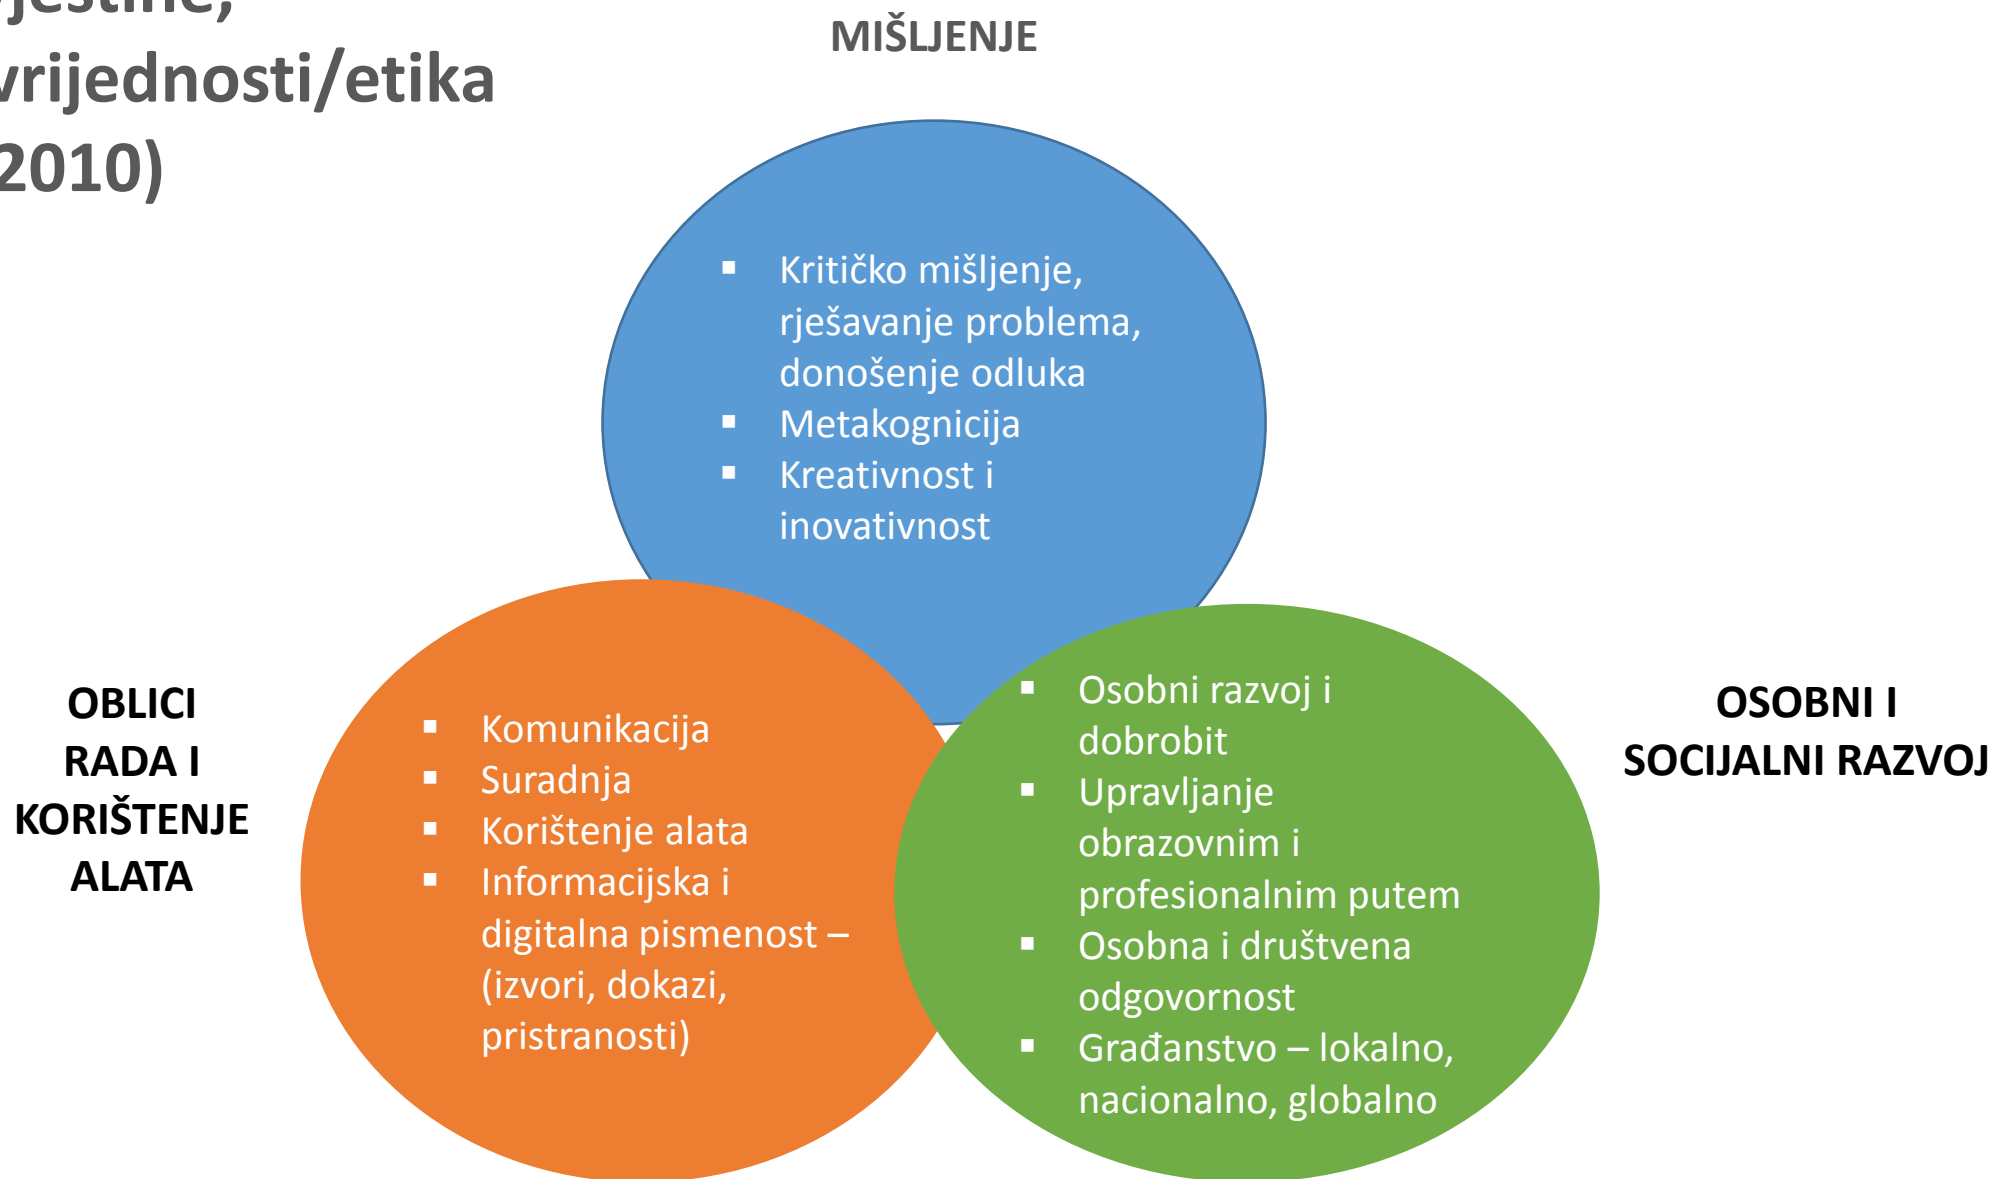 vrijednosti/etika
2010)
MIŠLJENJE
▪ Kritičko mišljenje,
rješavanje problema,
donošenje odluka
▪ Metakognicija
▪ Kreativnost i
inovativnost
OBLICI
RADA I
KORIŠTENJE
ALATA
▪ Komunikacija
▪ Suradnja
▪ Korištenje alata
▪ Informacijska i
digitalna pismenost –
(izvori, dokazi,
pristranosti)
▪ Osobni razvoj i
dobrobit
▪ Upravljanje
obrazovnim i
profesionalnim putem
▪ Osobna i društvena
odgovornost
▪ Građanstvo – lokalno,
nacionalno, globalno
OSOBNI I
SOCIJALNI RAZVOJ